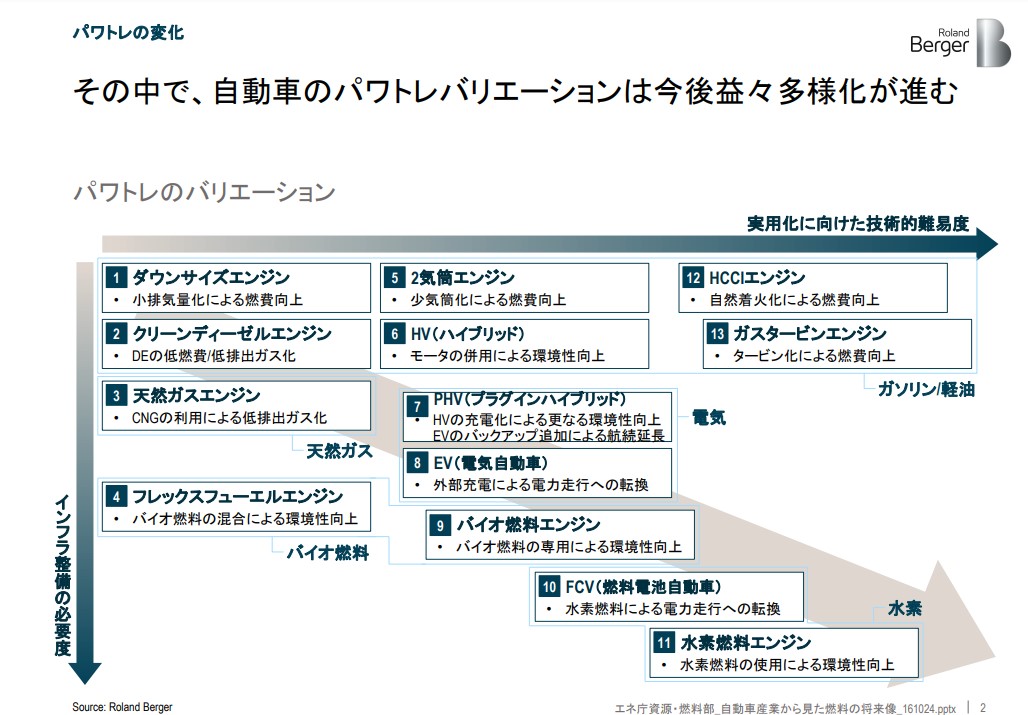 パワトレの変化
Roland
Berger
その中で、自動車のパワトレバリエーションは今後益々多様化が進む
パワトレのバリエーション
実用化に向けた技術的難易度
インフラ整備の必要度
1 ダウンサイズエンジン
• 小排気量化による燃費向上
2 クリーンディーゼルエンジン
• DEの低燃費/低排出ガス化
3 天然ガスエンジン
• CNGの利用による低排出ガス化
天然ガス
4 フレックスフューエルエンジン
• バイオ燃料の混合による環境性向上
バイオ燃料
5 2気筒エンジン
• 少気筒化による燃費向上
6 HV(ハイブリッド)
• モータの併用による環境性向上
7 PHV(プラグインハイブリッド)
• HVの充電化による更なる環境性向上
EVのバックアップ追加による航続延長
電気
8 EV(電気自動車)
• 外部充電による電力走行への転換
9 バイオ燃料エンジン
• バイオ燃料の専用による環境性向上
10 FCV(燃料電池自動車)
• 水素燃料による電力走行への転換
水素
11 水素燃料エンジン
• 水素燃料の使用による環境性向上
12 HCCIエンジン
• 自然着火化による燃費向上
13 ガスタービンエンジン
• タービン化による燃費向上
ガソリン/軽油
Source: Roland Berger
エネ庁資源・燃料部_自動車産業から見た燃料の将来像_161024.pptx | 2